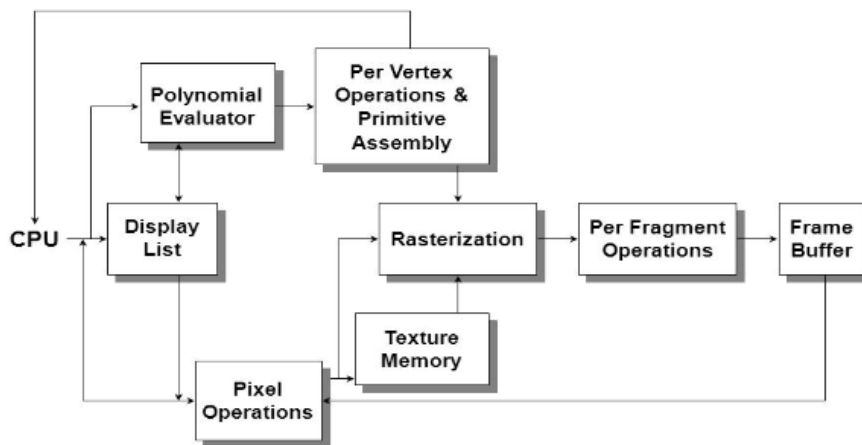 Polynomial
Evaluator
Per Vertex
Operations &
Primitive
Assembly
CPU
Display
List
Rasterization
Per Fragment
Operations
Frame
Buffer
Texture
Memory
Pixel
Operations